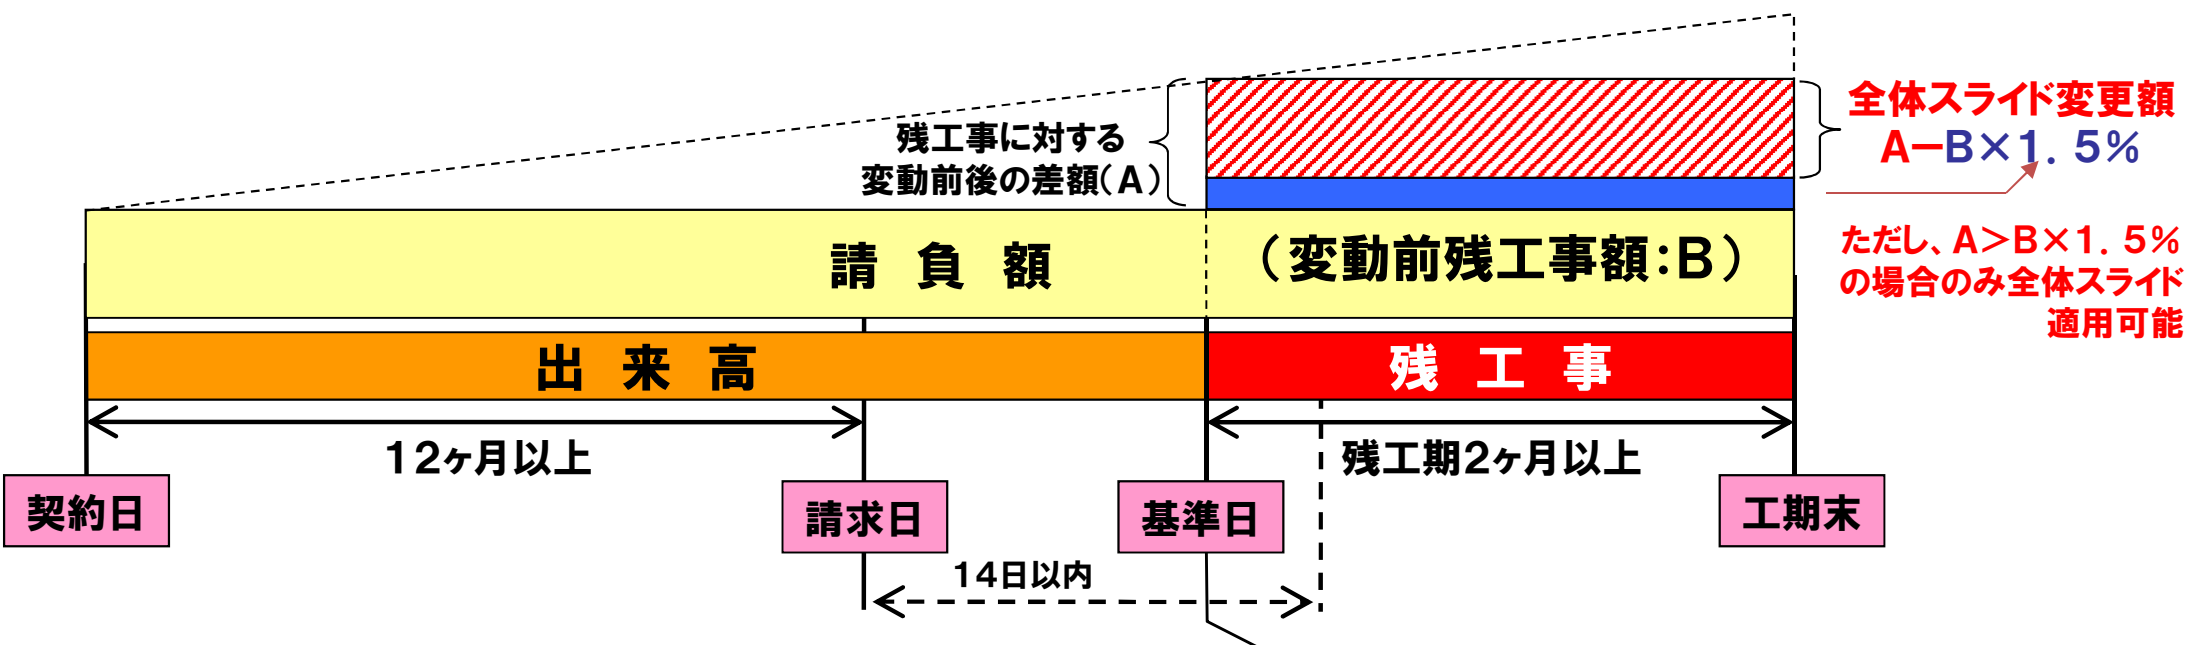 全体スライド変更額
A－B×1．5％
残工事に対する
変動前後の差額（A）
請 負 額
（変動前残工事額：B）
ただし、A＞B×1．5％
の場合のみ全体スライド
適用可能
出 来 高
残 工 事
12ヶ月以上
残工期2ヶ月以上
契約日
請求日
基準日
工期末
14日以内